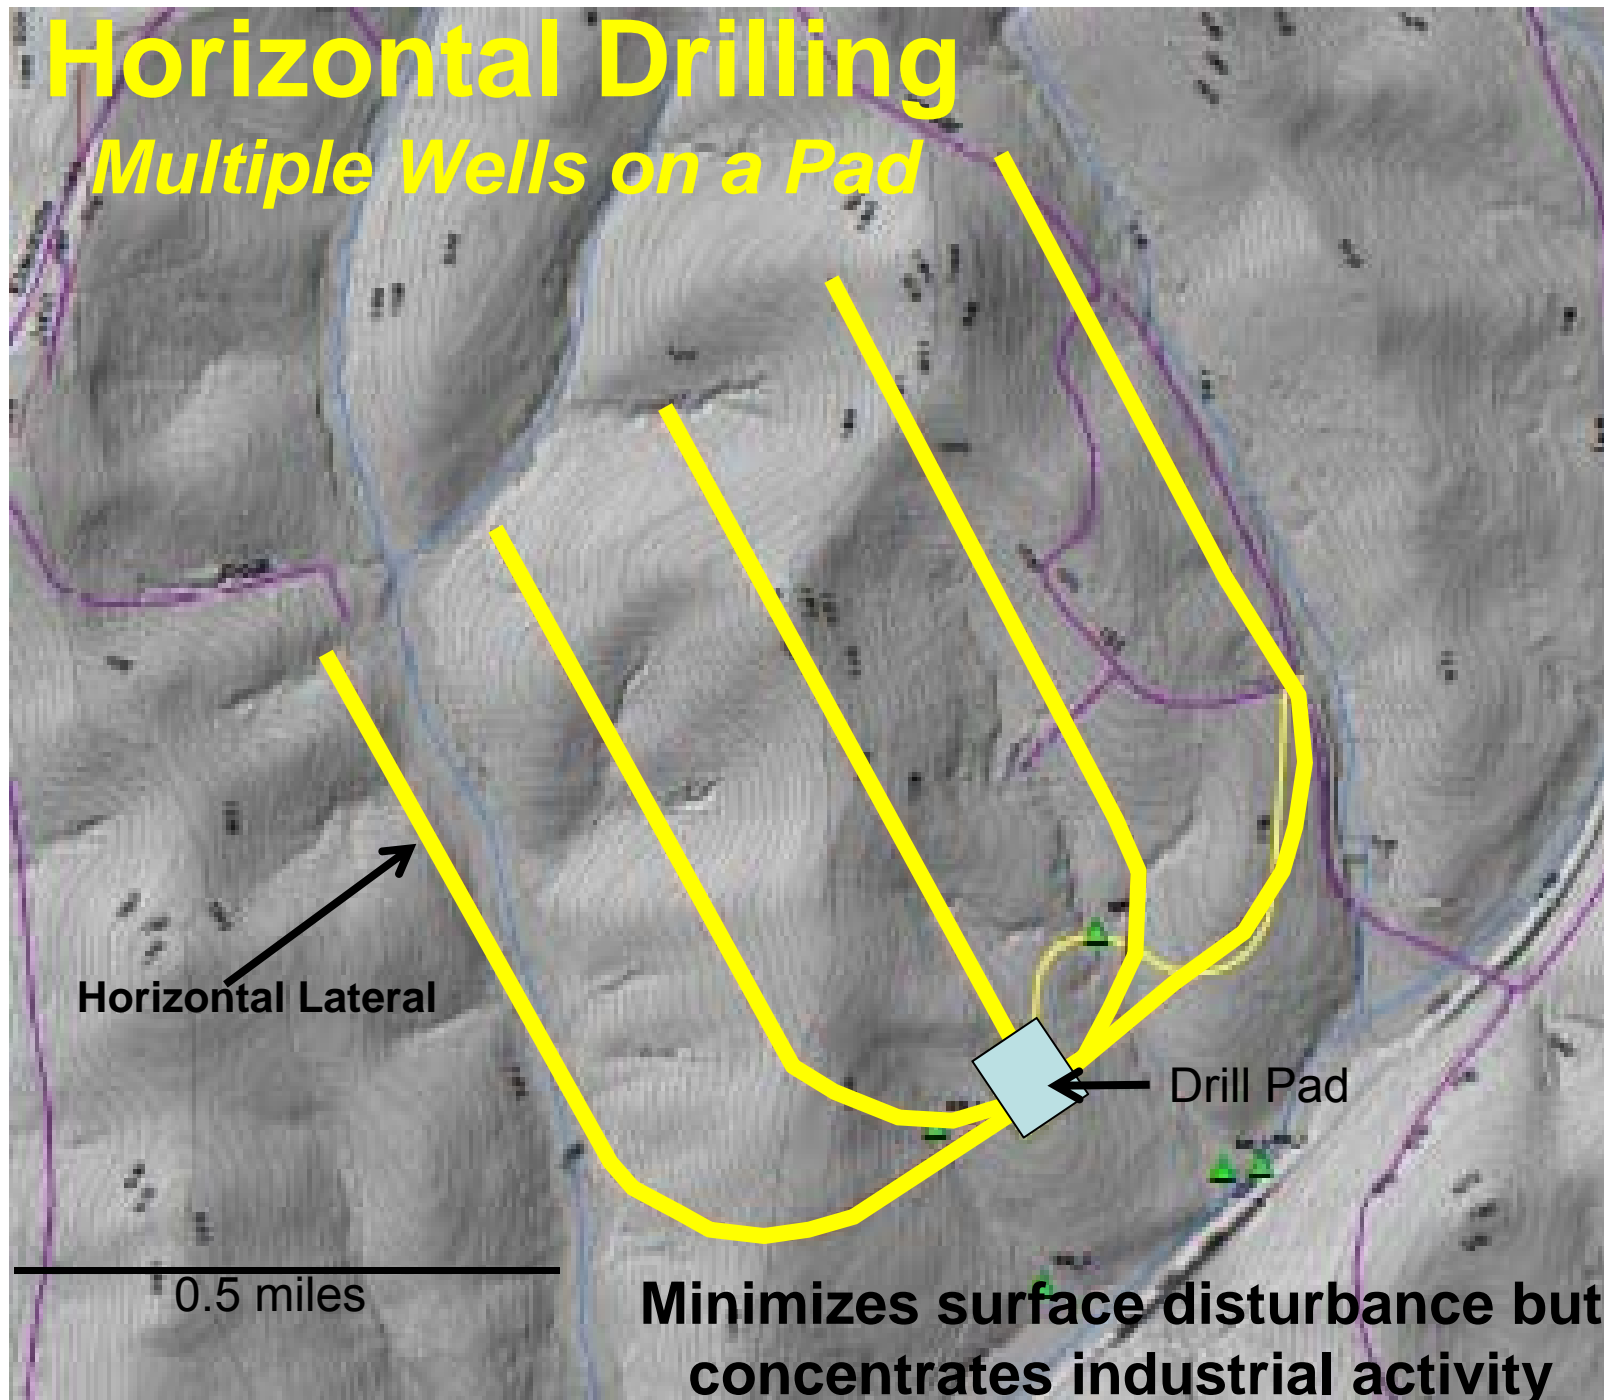 Horizontal Drilling
Multiple Wells on a Pad
Horizontal Lateral
Drill Pad
0.5 miles
Minimizes surface disturbance but
concentrates industrial activity